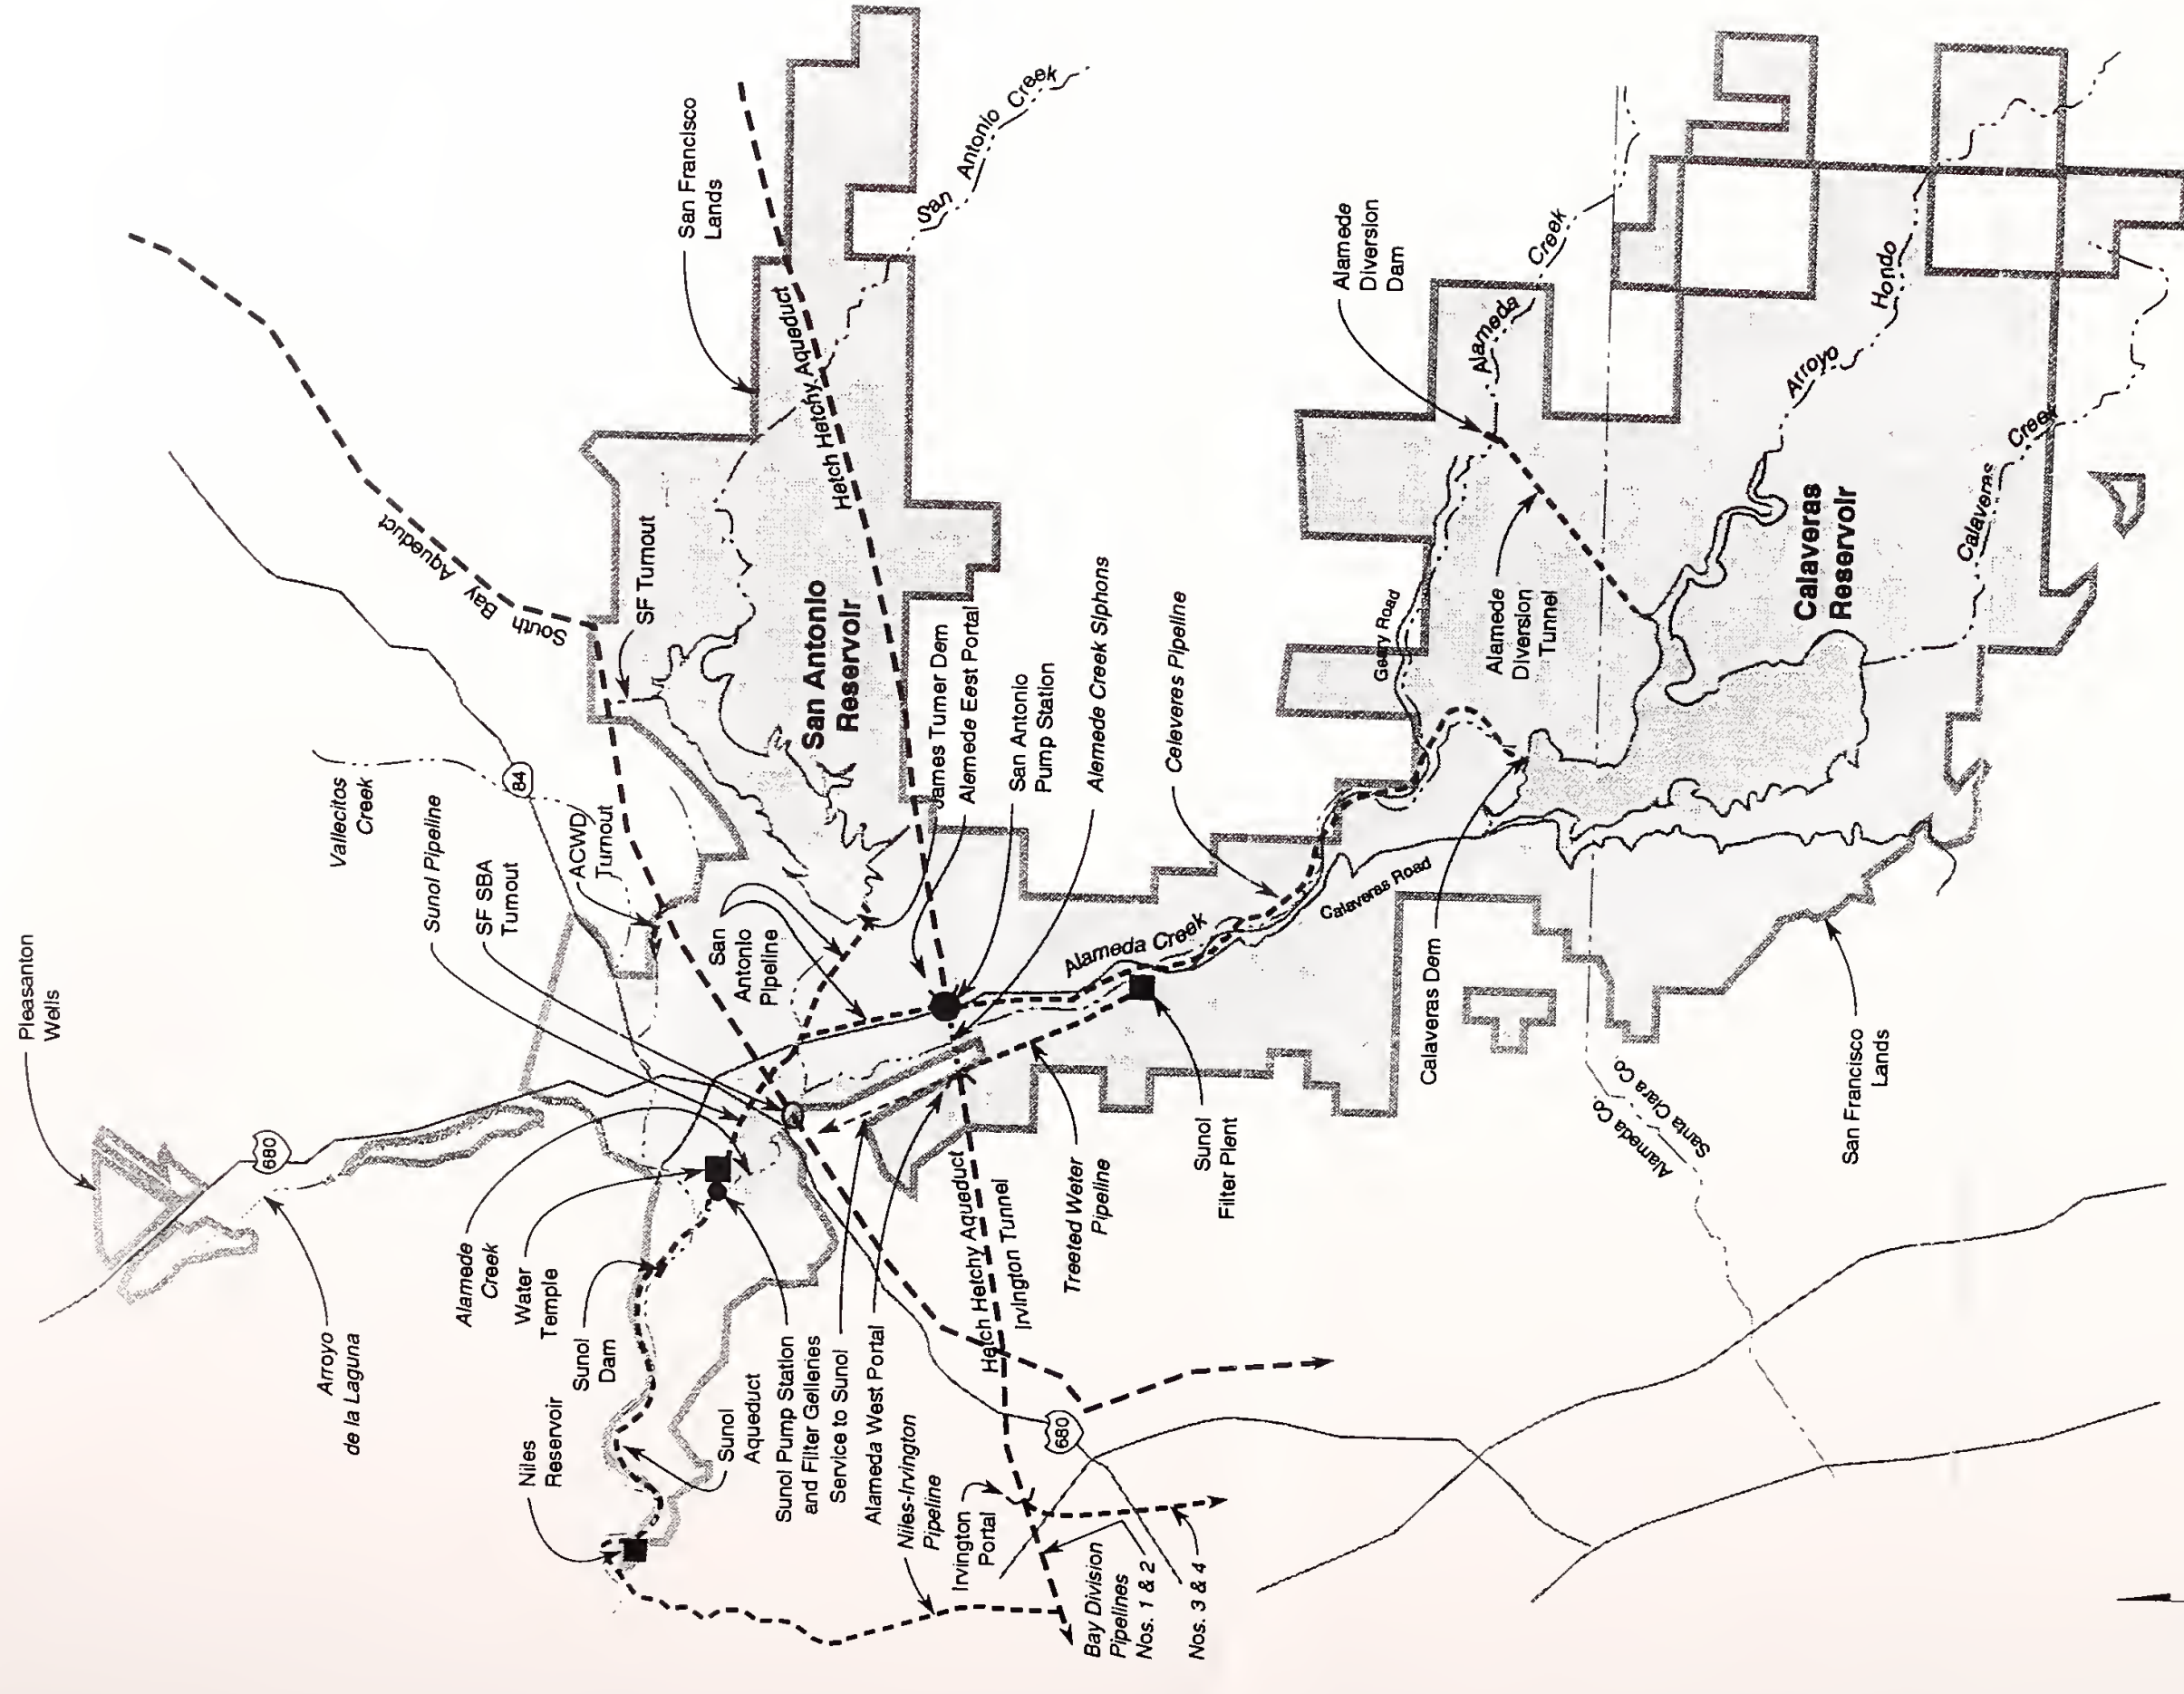 Pleasanton
Wells
680
Arroyo
de la Laguna
Vallecitos
Creek
84
South Bay Aqueduct
Sunol Pipeline
SF SBA
Turnout
ACWD
Turnout
SF Turnout
San Francisco
Lands
Hetch Hetchy Aqueduct
San Antonio Creek
San Antonio
Reservoir
San
Antonio
Pipeline
James Turner Dem
Alemede Eest Portal
San Antonio
Pump Station
Alemede Creek Siphons
Celeveres Pipeline
Alamede
Creek
Water
Temple
Sunol
Dam
Niles
Reservoir
Sunol
Aqueduct
Sunol Pump Station
and Filter Gelleries
Service to Sunol
Alameda West Portal
Niles-Irvington
Pipeline
Irvington
Portal
Hetch Hetchy Aqueduct
Irvington Tunnel
680
Bay Division
Pipelines
Nos. 1 & 2
Nos. 3 & 4
Treeted Weter
Pipeline
Sunol
Filter Plent
Alameda Creek
Calaveras Road
Geary Road
Alamede
Diversion
Dam
Alameda Creek
Alamede
Diversion
Tunnel
Arroyo Hondo
Calaveras
Reservoir
Calaveras Creek
Calaveras Dem
Alameda Co
Santa Clara Co
San Francisco
Lands